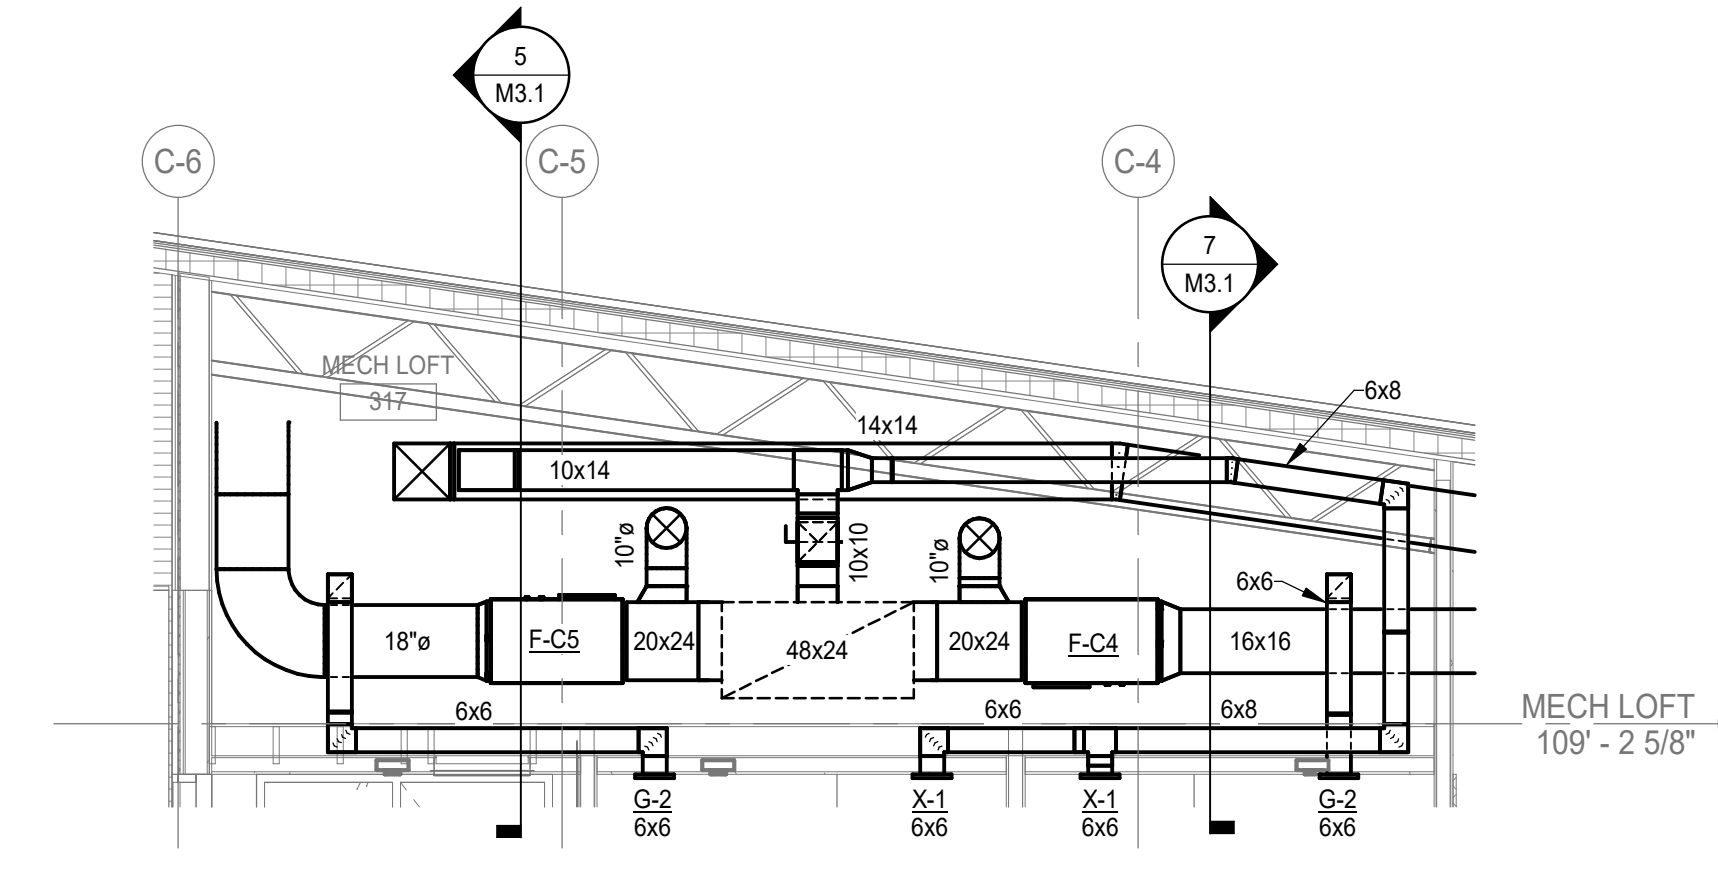 5
M3.1
C-6
C-5
C-4
7
M3.1
MECH LOFT
317
6x8
14x14
10x14
10"ø
10x10
10"ø
6x6
18"ø
F-C5
20x24
48x24
20x24
F-C4
16x16
6x6
6x6
6x8
MECH LOFT
109' - 2 5/8"
G-2
6x6
X-1
6x6
X-1
6x6
G-2
6x6